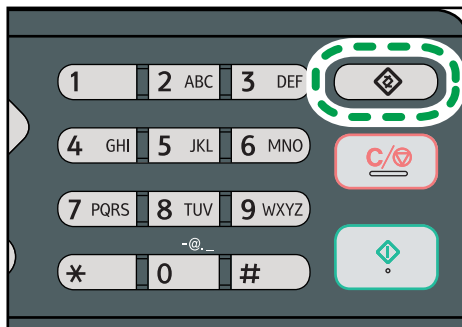 1 2 ABC 3 DEF
C/
4 GHI 5 JKL 6 MNO
7 PQRS 8 TUV 9 WXYZ
-@._
* 0 #